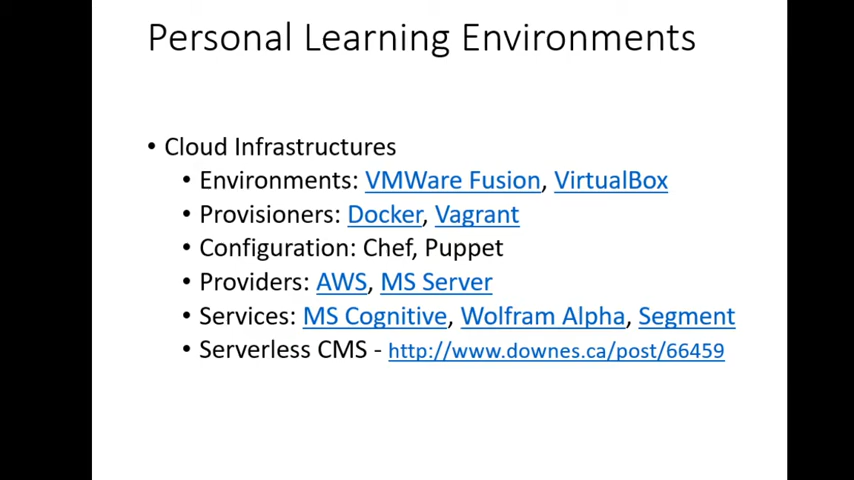 Personal Learning Environments
• Cloud Infrastructures
• Environments: VMWare Fusion, VirtualBox
• Provisioners: Docker, Vagrant
• Configuration: Chef, Puppet
• Providers: AWS, MS Server
• Services: MS Cognitive, Wolfram Alpha, Segment
• Serverless CMS - http://www.downes.ca/post/66459